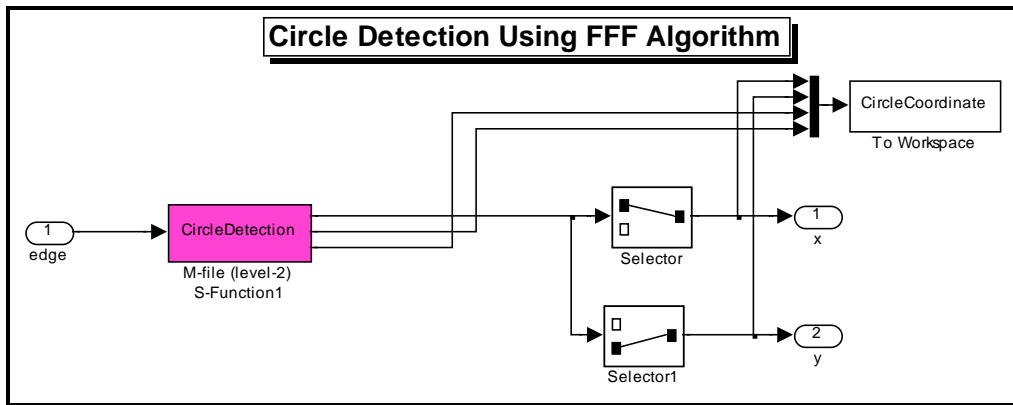 Circle Detection Using FFF Algorithm
CircleCoordinate
To Workspace
1
edge
CircleDetection
M-file (level-2)
S-Function1
Selector
1
x
Selector1
2
y